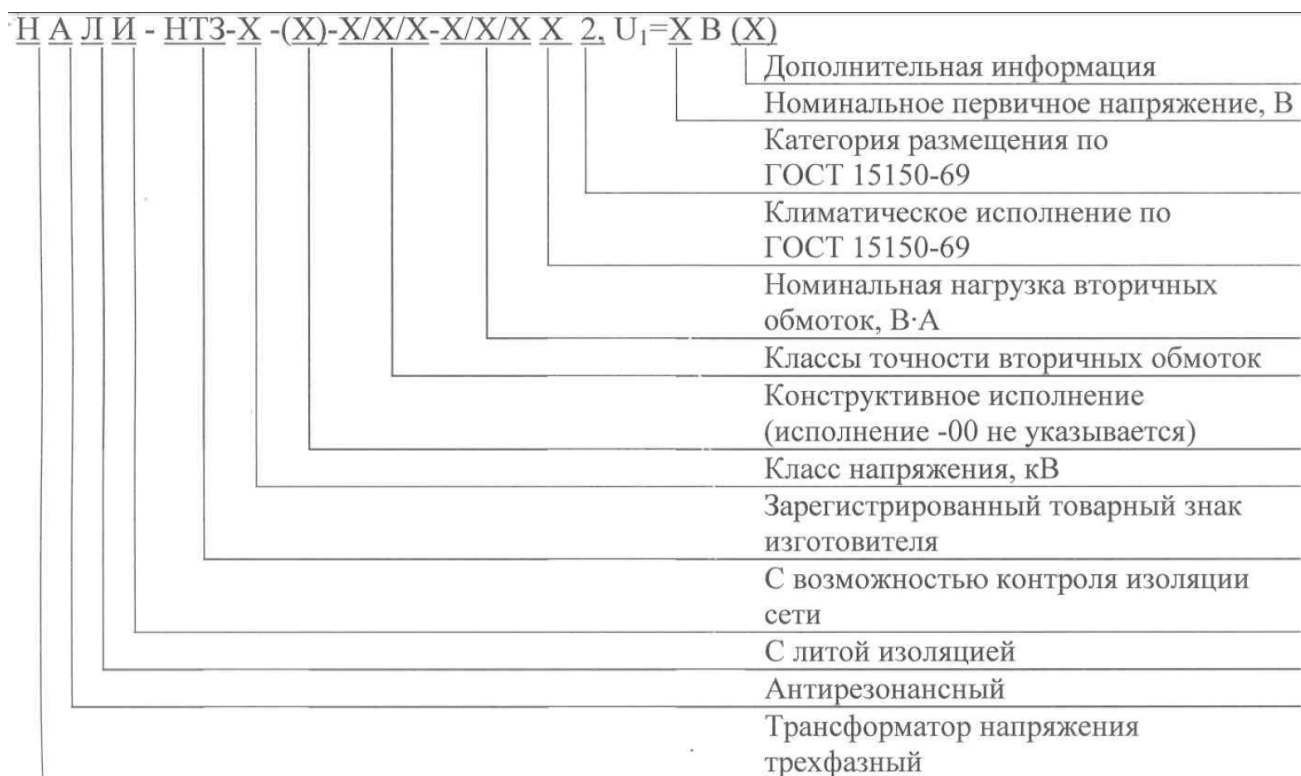 Н А Л И - НТЗ-Х -(Х)-Х/Х/Х-Х/Х/Х Х 2, U₁=Х В (Х)
Дополнительная информация
Номинальное первичное напряжение, В
Категория размещения по
ГОСТ 15150-69
Климатическое исполнение по
ГОСТ 15150-69
Номинальная нагрузка вторичных
обмоток, В·А
Классы точности вторичных обмоток
Конструктивное исполнение
(исполнение -00 не указывается)
Класс напряжения, кВ
Зарегистрированный товарный знак
изготовителя
С возможностью контроля изоляции
сети
С литой изоляцией
Антирезонансный
Трансформатор напряжения
трехфазный